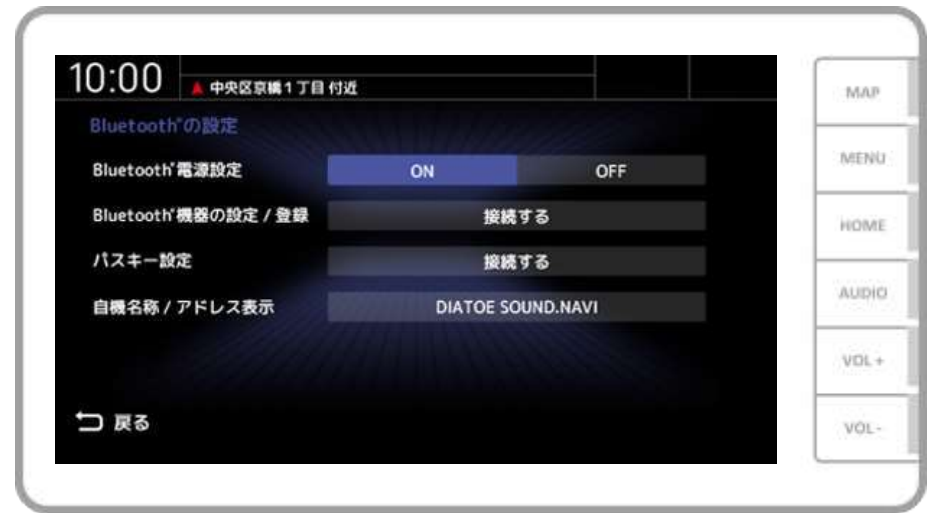 10:00
中央区京橋1丁目 付近
Bluetooth®の設定
Bluetooth®電源設定
ON
OFF
Bluetooth®機器の設定 / 登録
接続する
パスキー設定
接続する
自機名称 / アドレス表示
DIATOE SOUND.NAVI
戻る
MAP
MENU
HOME
AUDIO
VOL +
VOL -